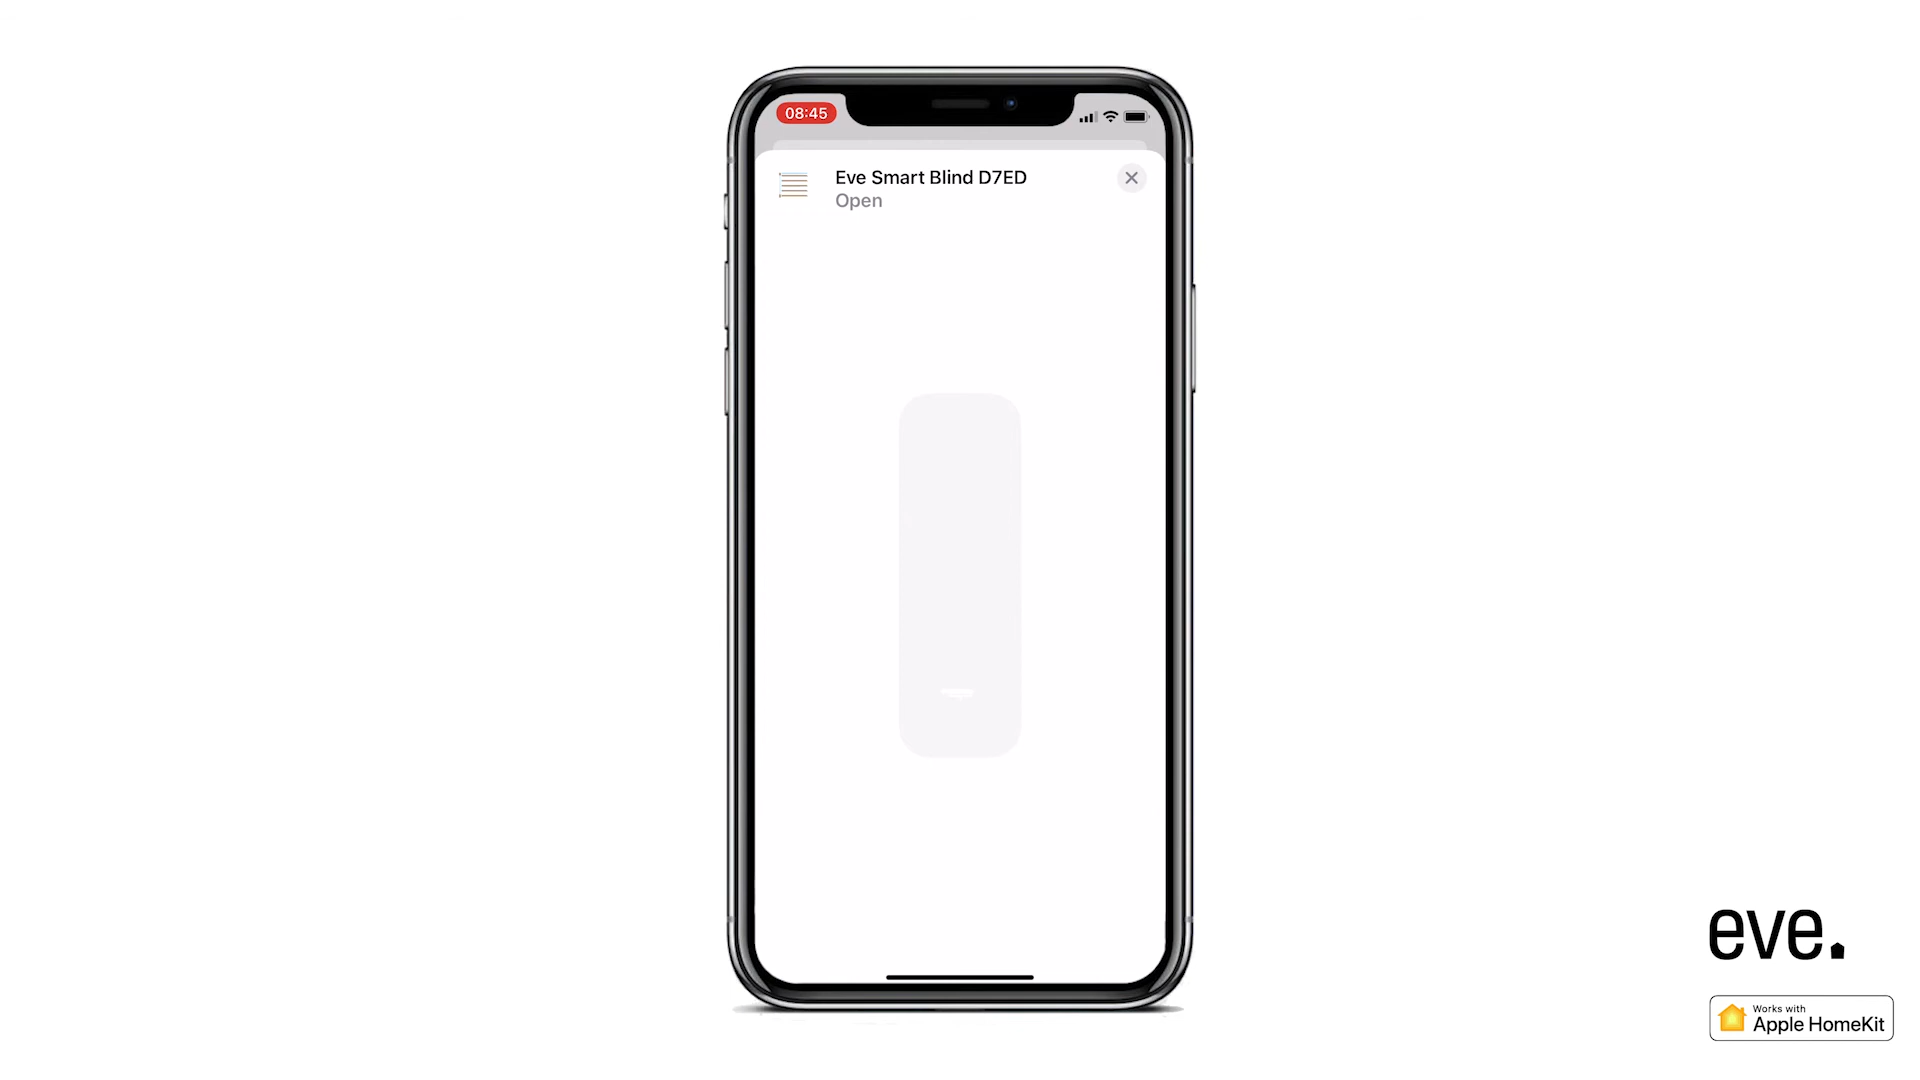 08:45
Eve Smart Blind D7ED
Open
eve.
Works with
Apple HomeKit